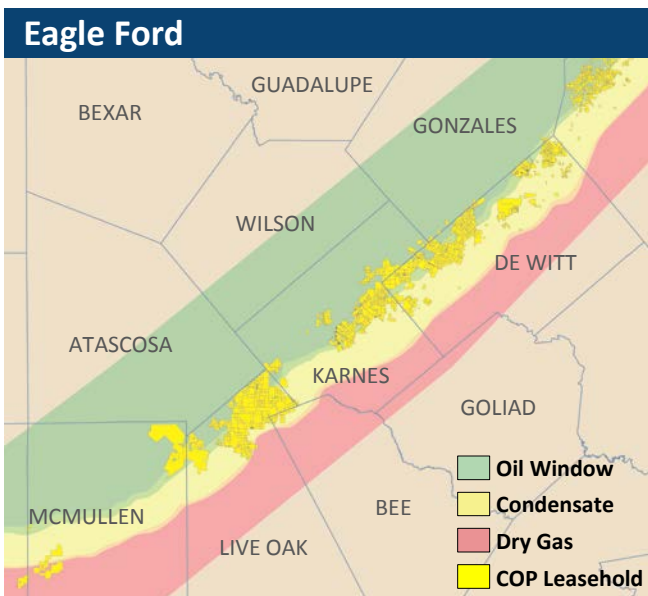 Eagle Ford
GUADALUPE
BEXAR
GONZALES
WILSON
DE WITT
ATASCOSA
KARNES
GOLIAD
Oil Window
Condensate
MCMULLEN
BEE
LIVE OAK
Dry Gas
COP Leasehold